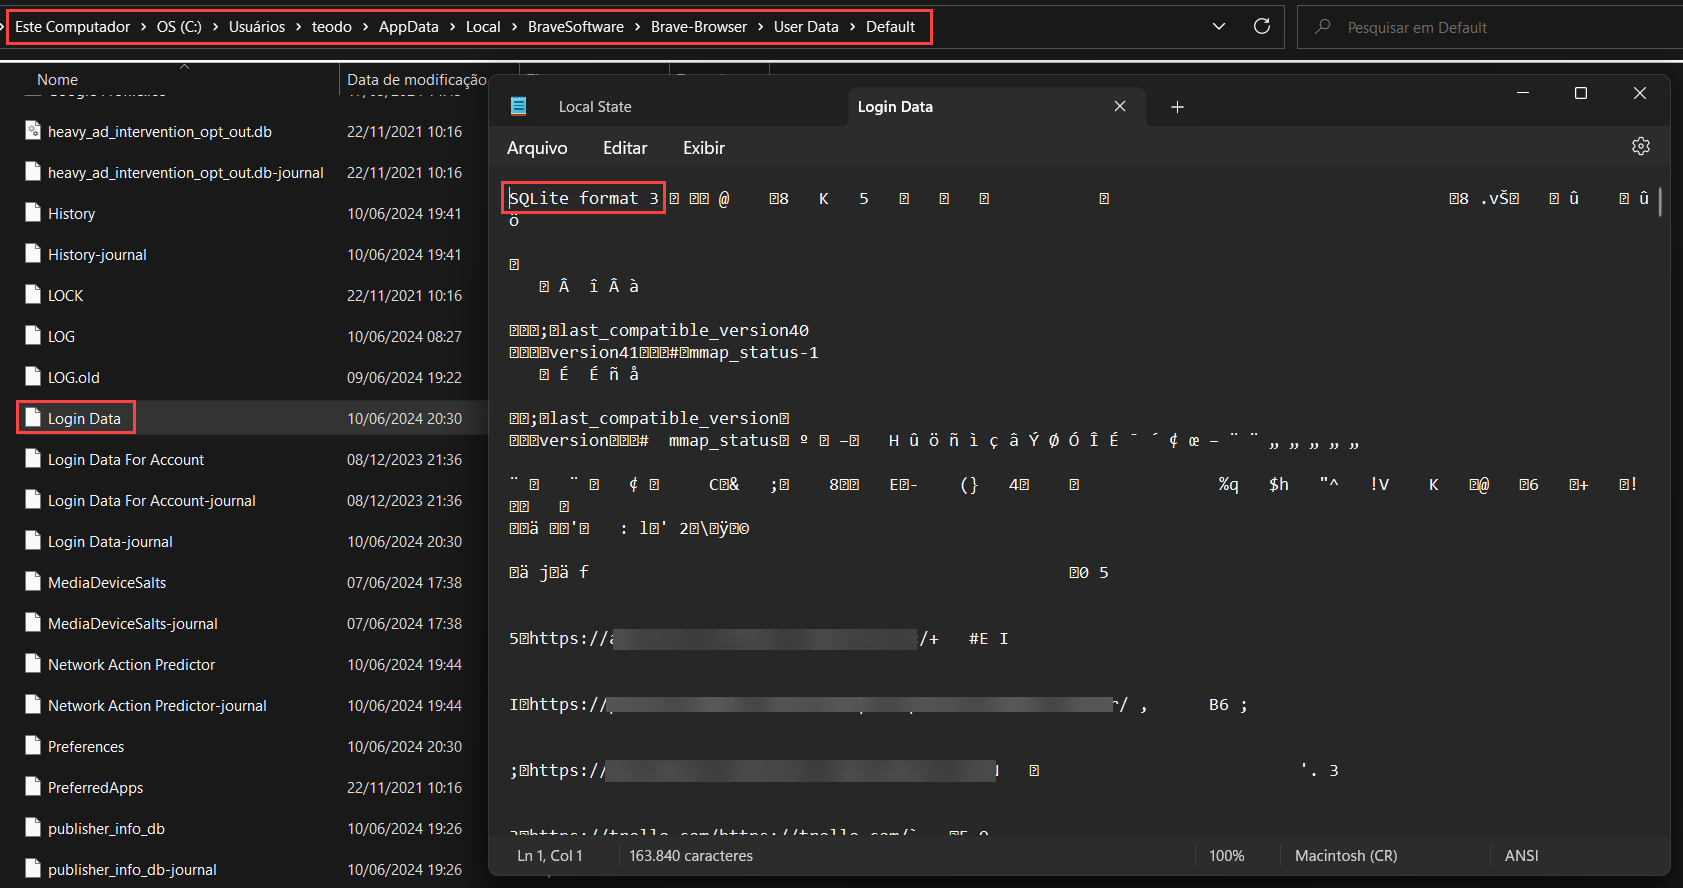 Este Computador › OS (C:) › Usuários › teodo › AppData › Local › BraveSoftware › Brave-Browser › User Data › Default
Pesquisar em Default
Nome
Data de modificação
heavy_ad_intervention_opt_out.db 22/11/2021 10:16
heavy_ad_intervention_opt_out.db-journal 22/11/2021 10:16
History 10/06/2024 19:41
History-journal 10/06/2024 19:41
LOCK 22/11/2021 10:16
LOG 10/06/2024 08:27
LOG.old 09/06/2024 19:22
Login Data 10/06/2024 20:30
Login Data For Account 08/12/2023 21:36
Login Data For Account-journal 08/12/2023 21:36
Login Data-journal 10/06/2024 20:30
MediaDeviceSalts 07/06/2024 17:38
MediaDeviceSalts-journal 07/06/2024 17:38
Network Action Predictor 10/06/2024 19:44
Network Action Predictor-journal 10/06/2024 19:44
Preferences 10/06/2024 20:30
PreferredApps 22/11/2021 10:16
publisher_info_db 10/06/2024 19:26
publisher_info_db-journal 10/06/2024 19:26
Local State
Login Data
Arquivo Editar Exibir
SQLite format 3 @ 8 K 5 8 .vŠ û û
ö
Â î Â à
;last_compatible_version40
version41#mmap_status-1
É É ñ å
;last_compatible_version
version# mmap_status º – H û ö ñ ì ç â Ý Ø Ó Î É ¯ ´ ¢ œ – ¨ ¨ „ „ „ „ „
¨ ¨ ¢ C& ; 8 E- (} 4 %q $h "^ !V K @ 6 + !
ä ' : l' 2\ÿ©
ä jä f 0 5
5https:// /+ #E I
Ihttps:// r/ , B6 ;
;https:// '. 3
https://trello.com/https://trello.com/
Ln 1, Col 1
163.840 caracteres
100%
Macintosh (CR)
ANSI